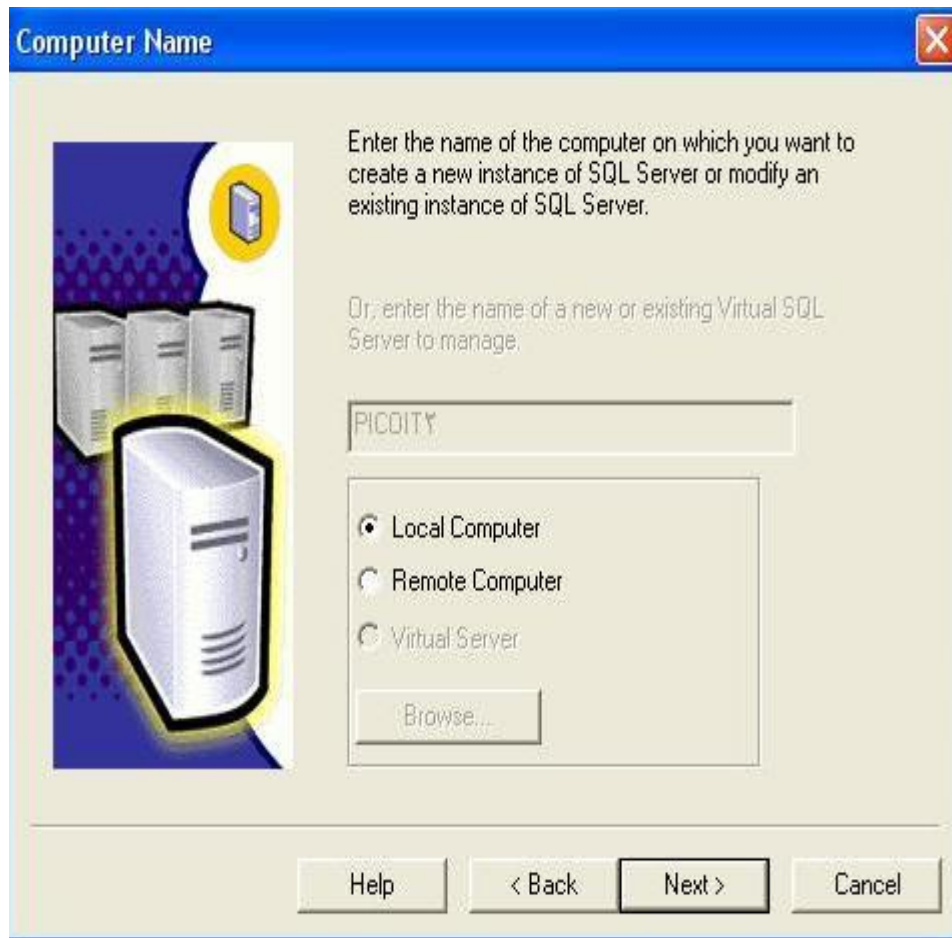 Computer Name
Enter the name of the computer on which you want to
create a new instance of SQL Server or modify an
existing instance of SQL Server.
Or, enter the name of a new or existing Virtual SQL
Server to manage.
PICOIT۲
Local Computer
Remote Computer
Virtual Server
Browse...
Help
< Back
Next >
Cancel